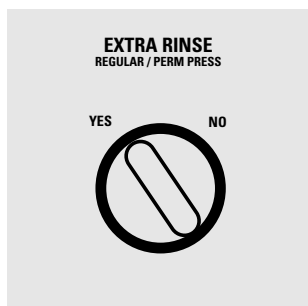 EXTRA RINSE
REGULAR / PERM PRESS
YES NO